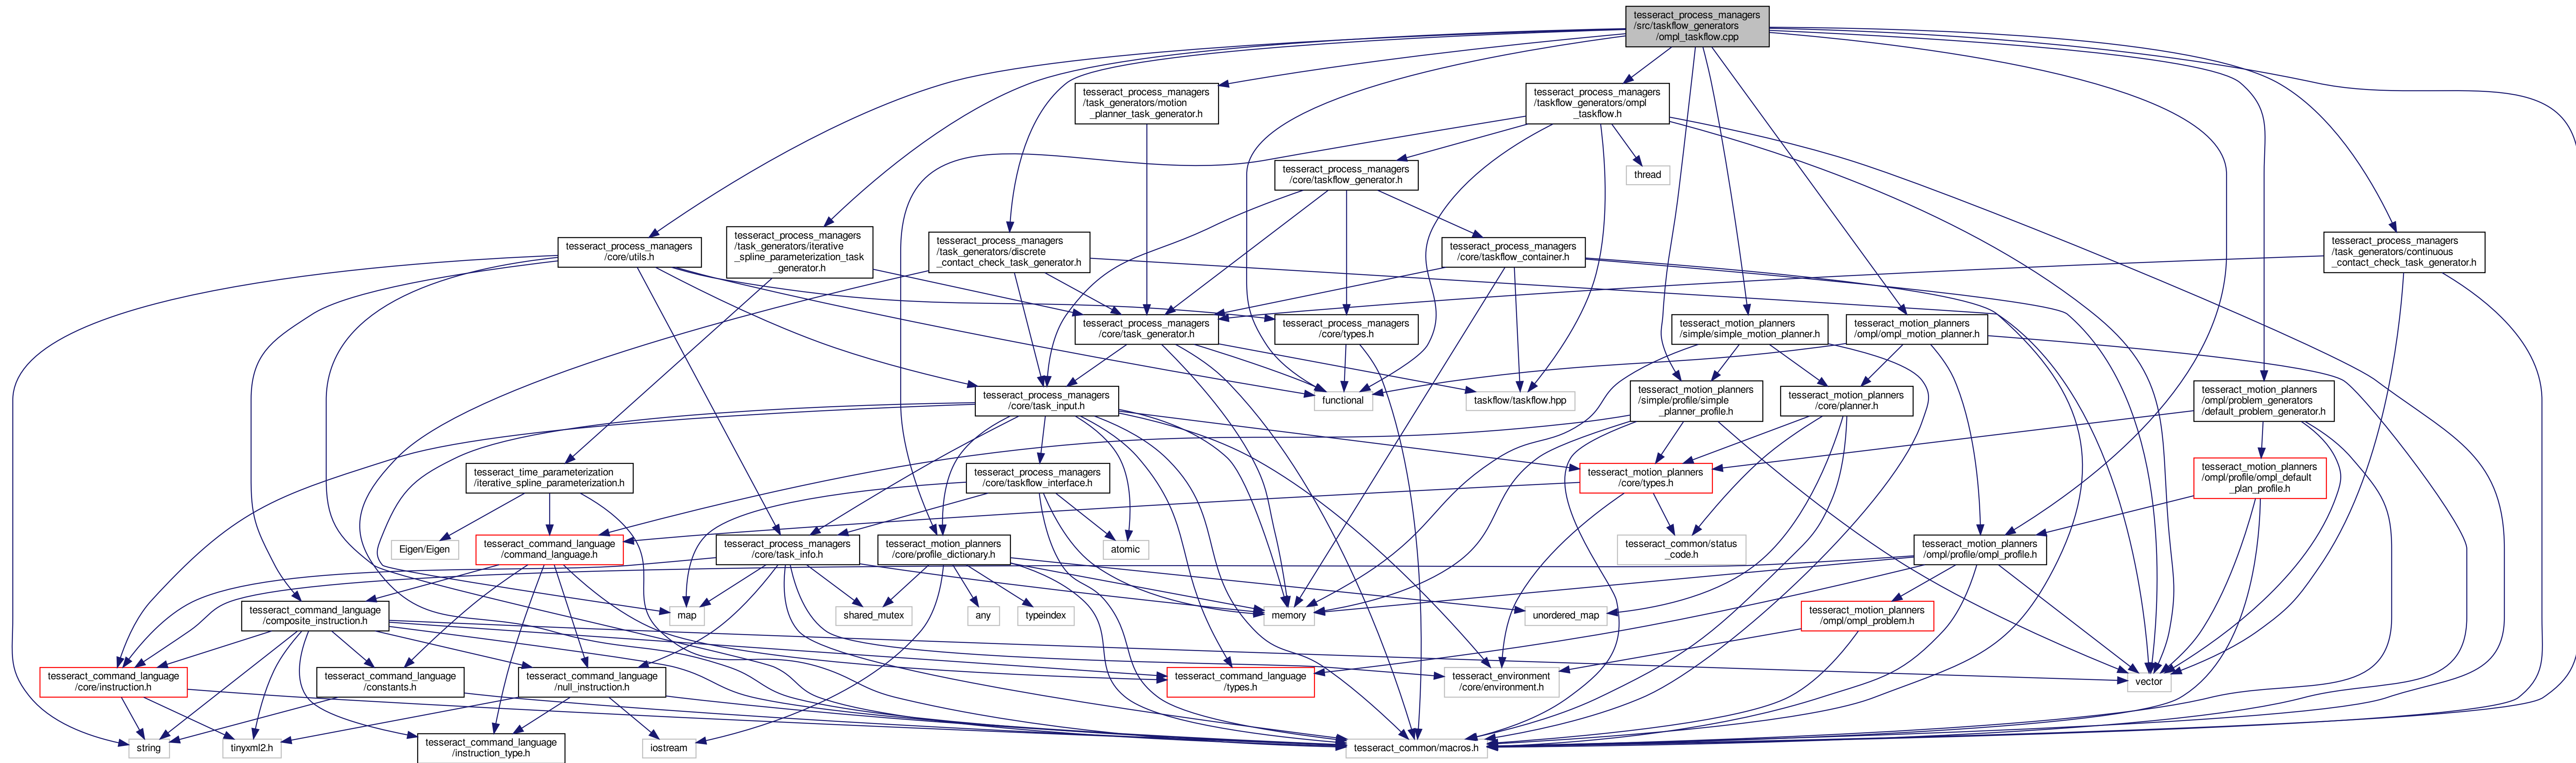 tesseract_process_managers
/src/taskflow_generators
/ompl_taskflow.cpp
tesseract_process_managers
/task_generators/motion
_planner_task_generator.h
tesseract_process_managers
/taskflow_generators/ompl
_taskflow.h
tesseract_process_managers
/core/taskflow_generator.h
thread
tesseract_process_managers
/core/utils.h
tesseract_process_managers
/task_generators/iterative
_spline_parameterization_task
_generator.h
tesseract_process_managers
/task_generators/discrete
_contact_check_task_generator.h
tesseract_process_managers
/core/taskflow_container.h
tesseract_process_managers
/task_generators/continuous
_contact_check_task_generator.h
tesseract_process_managers
/core/task_generator.h
tesseract_process_managers
/core/types.h
tesseract_motion_planners
/simple/simple_motion_planner.h
tesseract_motion_planners
/ompl/ompl_motion_planner.h
tesseract_process_managers
/core/task_input.h
functional
taskflow/taskflow.hpp
tesseract_motion_planners
/simple/profile/simple
_planner_profile.h
tesseract_motion_planners
/core/planner.h
tesseract_motion_planners
/ompl/problem_generators
/default_problem_generator.h
tesseract_time_parameterization
/iterative_spline_parameterization.h
tesseract_process_managers
/core/taskflow_interface.h
tesseract_motion_planners
/core/types.h
tesseract_motion_planners
/ompl/profile/ompl_default
_plan_profile.h
Eigen/Eigen
tesseract_command_language
/command_language.h
tesseract_process_managers
/core/task_info.h
tesseract_motion_planners
/core/profile_dictionary.h
atomic
tesseract_common/status
_code.h
tesseract_motion_planners
/ompl/profile/ompl_profile.h
tesseract_command_language
/composite_instruction.h
map
shared_mutex
any
typeindex
memory
unordered_map
tesseract_motion_planners
/ompl/ompl_problem.h
tesseract_command_language
/core/instruction.h
tesseract_command_language
/constants.h
tesseract_command_language
/null_instruction.h
tesseract_command_language
/types.h
tesseract_environment
/core/environment.h
vector
string
tinyxml2.h
tesseract_command_language
/instruction_type.h
iostream
tesseract_common/macros.h